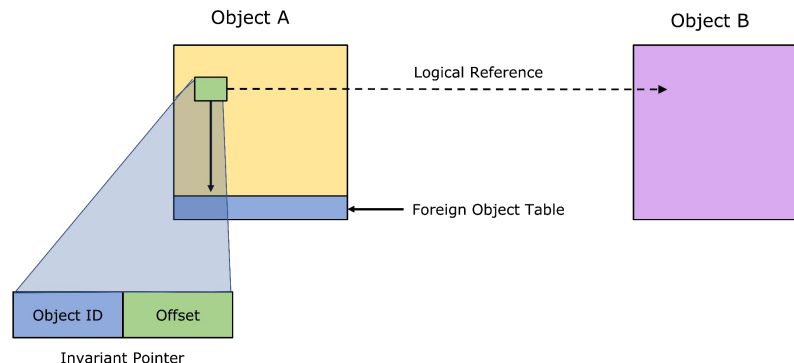 Object A
Object B
Logical Reference
Foreign Object Table
Object ID
Offset
Invariant Pointer